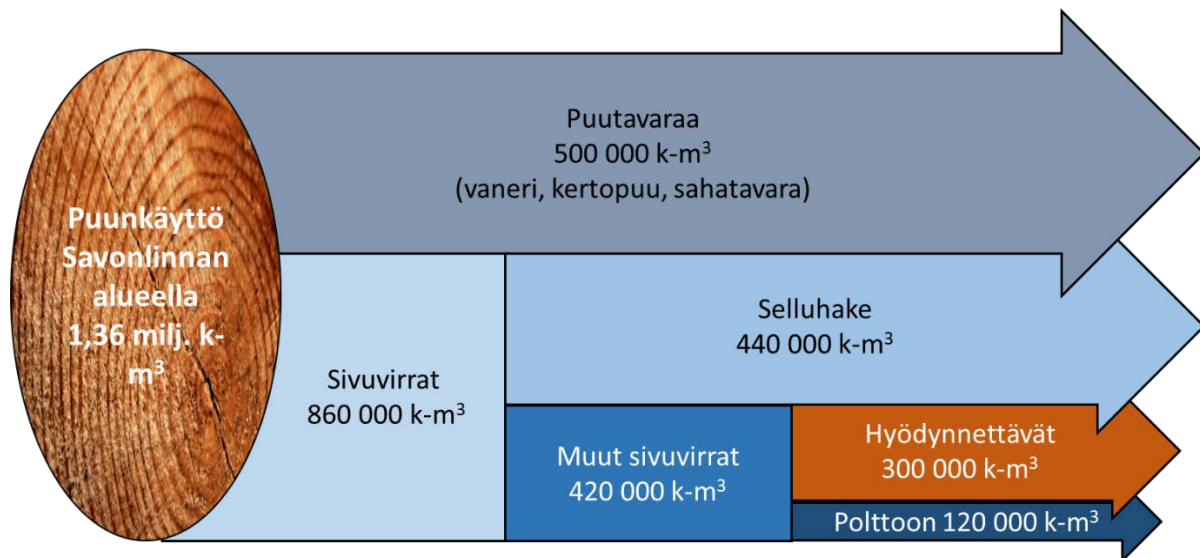 Puutavaraa
500 000 k-m³
(vaneri, kertopuu, sahatavara)
Puunkäyttö
Savonlinnan
alueella
1,36 milj. k-
m³
Sivuvirrat
860 000 k-m³
Selluhake
440 000 k-m³
Muut sivuvirrat
420 000 k-m³
Hyödynnettävät
300 000 k-m³
Polttoon 120 000 k-m³